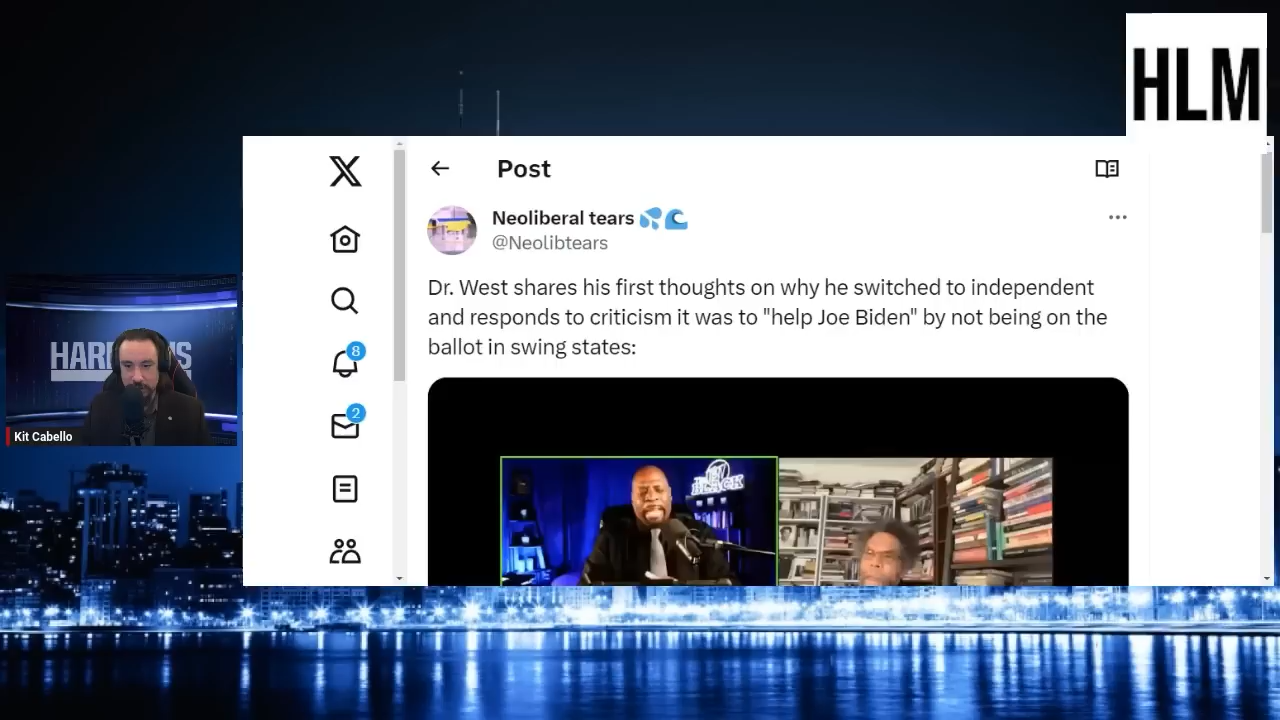 HLM
Post
Neoliberal tears
@Neolibtears
Dr. West shares his first thoughts on why he switched to independent
and responds to criticism it was to "help Joe Biden" by not being on the
ballot in swing states:
8
2
Kit Cabello
BLACK